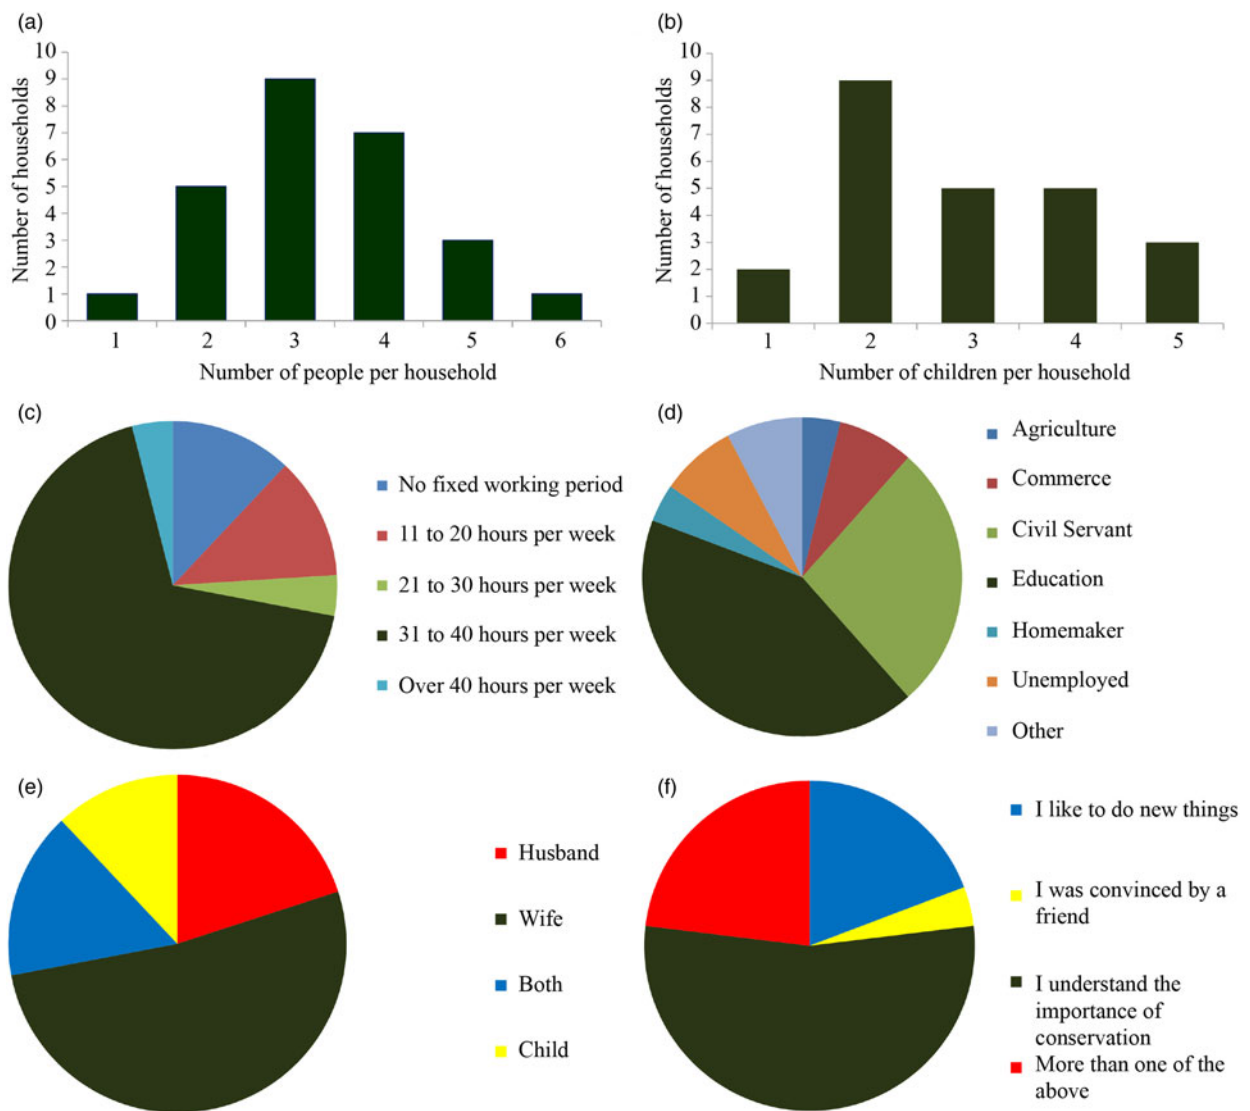 (a)
Number of households
10
9
8
7
6
5
4
3
2
1
0
1 2 3 4 5 6
Number of people per household
(b)
Number of households
10
9
8
7
6
5
4
3
2
1
0
1 2 3 4 5
Number of children per household
(c)
No fixed working period
11 to 20 hours per week
21 to 30 hours per week
31 to 40 hours per week
Over 40 hours per week
(d)
Agriculture
Commerce
Civil Servant
Education
Homemaker
Unemployed
Other
(e)
Husband
Wife
Both
Child
(f)
I like to do new things
I was convinced by a
friend
I understand the
importance of
conservation
More than one of the
above